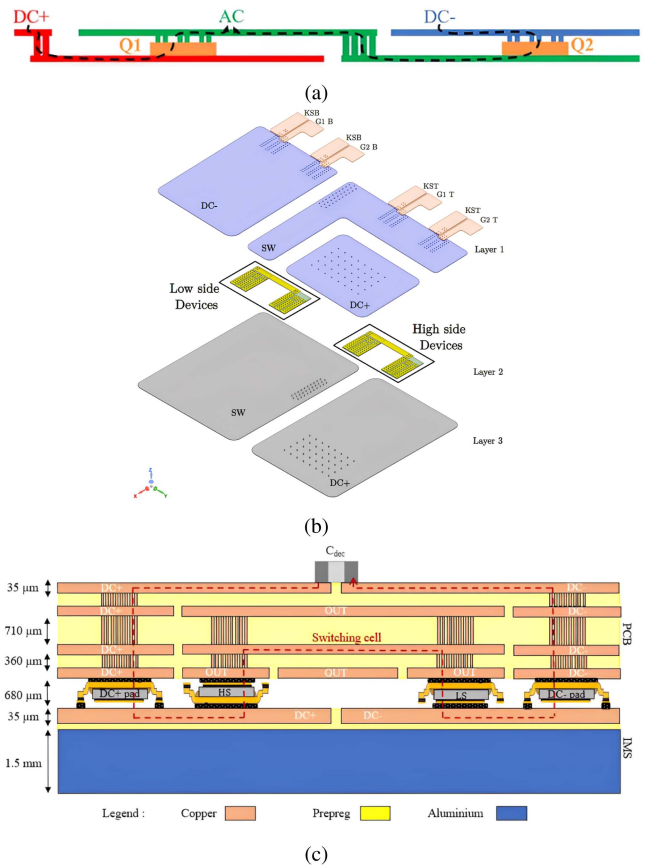 DC+ AC DC-
Q1 Q2
(a)
KSB
G1 B
KSB
G2 B
KST
G1 T
KST
G2 T
DC-
SW
Layer 1
DC+
Low side
Devices
High side
Devices
Layer 2
SW
DC+
Layer 3
Z
X
Y
(b)
Cdec
35 μm
DC+ DC-
OUT
DC+ DC-
710 μm
PCB
Switching cell
DC+ DC-
360 μm
OUT OUT OUT DC-
680 μm
DC+ pad HS LS DC- pad
35 μm
DC+ DC-
IMS
1.5 mm
Legend : Copper Prepreg Aluminium
(c)